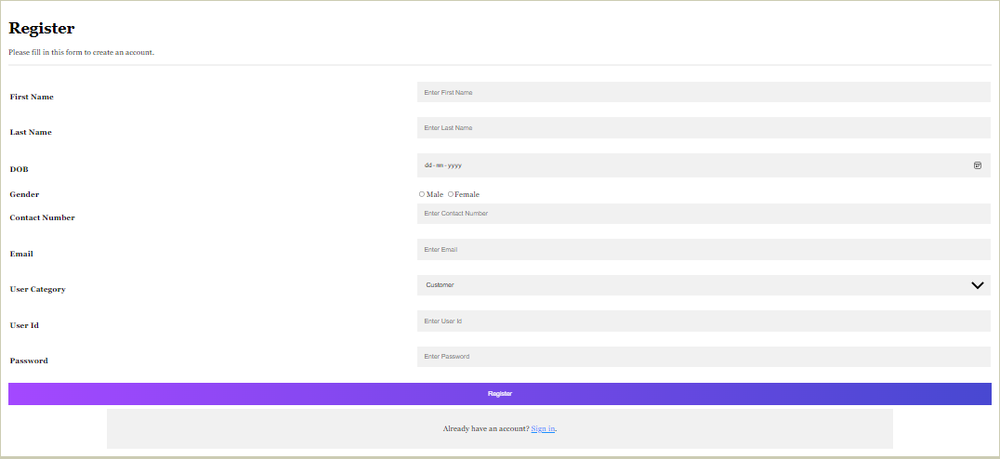 Register
Please fill in this form to create an account.
First Name Enter First Name
Last Name Enter Last Name
DOB dd-mm-yyyy
Gender Male Female
Contact Number Enter Contact Number
Email Enter Email
User Category Customer
User Id Enter User Id
Password Enter Password
Register
Already have an account? Sign in.